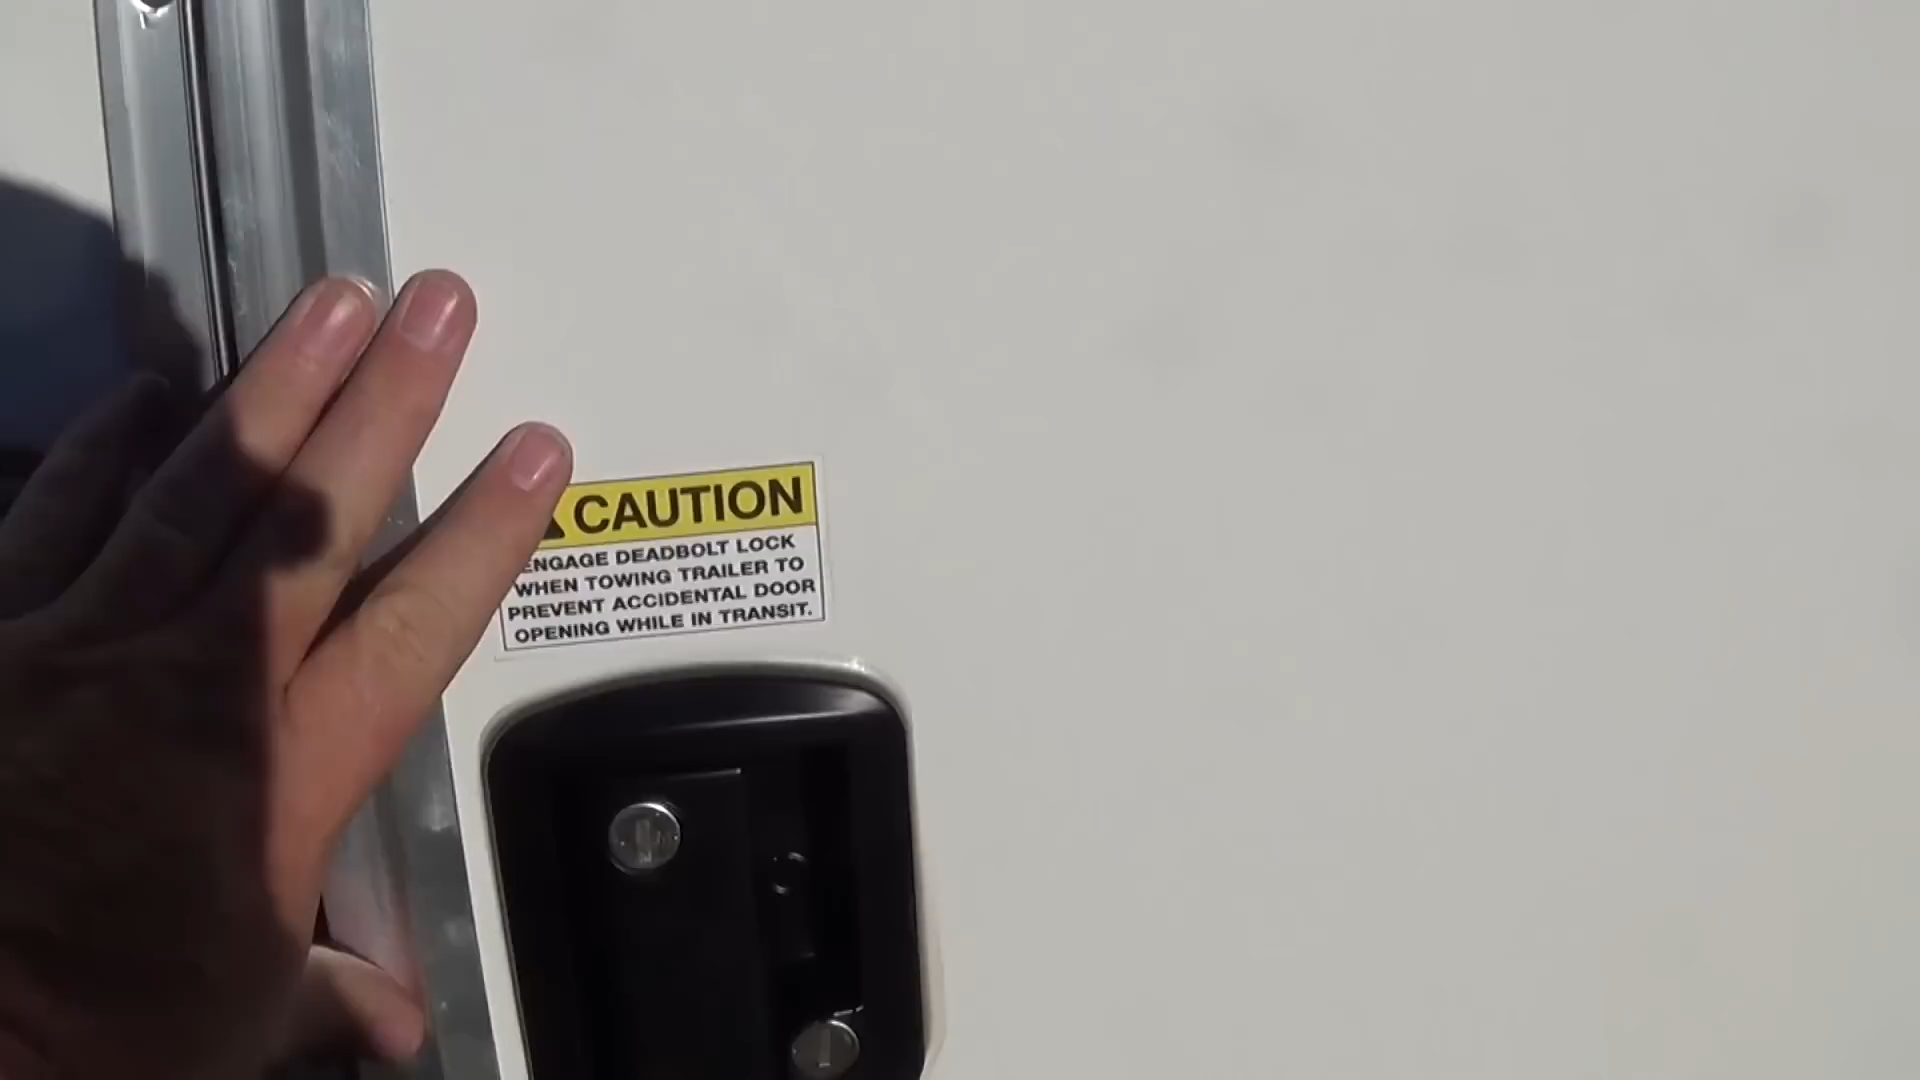 CAUTION
ENGAGE DEADBOLT LOCK
WHEN TOWING TRAILER TO
PREVENT ACCIDENTAL DOOR
OPENING WHILE IN TRANSIT.